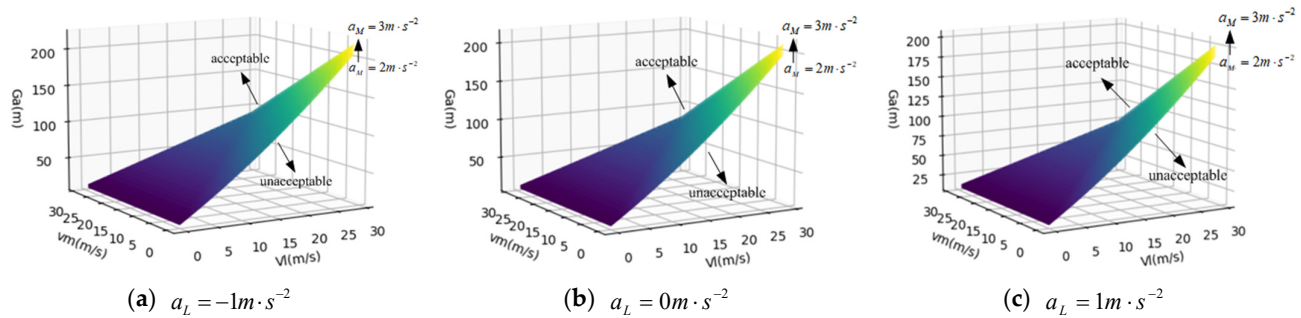 a_M = 3m·s⁻²
acceptable
a_M = 2m·s⁻²
200
150
100
50
Ga(m)
unacceptable
30
25
20
15
10
5
0
vm(m/s)
0
5
10
15
20
25
30
Vl(m/s)
(a) a_L = −1m·s⁻²
a_M = 3m·s⁻²
acceptable
a_M = 2m·s⁻²
200
150
100
50
Ga(m)
unacceptable
30
25
20
15
10
5
0
vm(m/s)
0
5
10
15
20
25
30
Vl(m/s)
(b) a_L = 0m·s⁻²
a_M = 3m·s⁻²
acceptable
a_M = 2m·s⁻²
200
175
150
125
100
75
50
25
Ga(m)
unacceptable
30
25
20
15
10
5
0
vm(m/s)
0
5
10
15
20
25
30
Vl(m/s)
(c) a_L = 1m·s⁻²